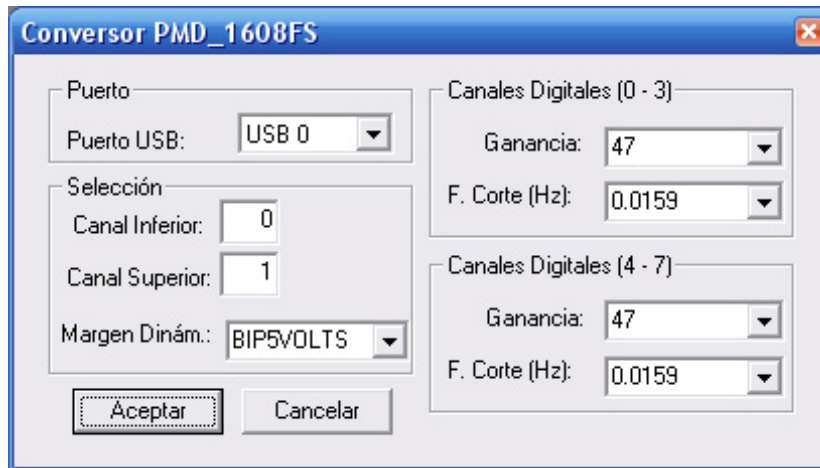 Conversor PMD_1608FS
Puerto
Puerto USB: USB 0
Selección
Canal Inferior: 0
Canal Superior: 1
Margen Dinám.: BIP5VOLTS
Aceptar Cancelar
Canales Digitales (0 - 3)
Ganancia: 47
F. Corte (Hz): 0.0159
Canales Digitales (4 - 7)
Ganancia: 47
F. Corte (Hz): 0.0159